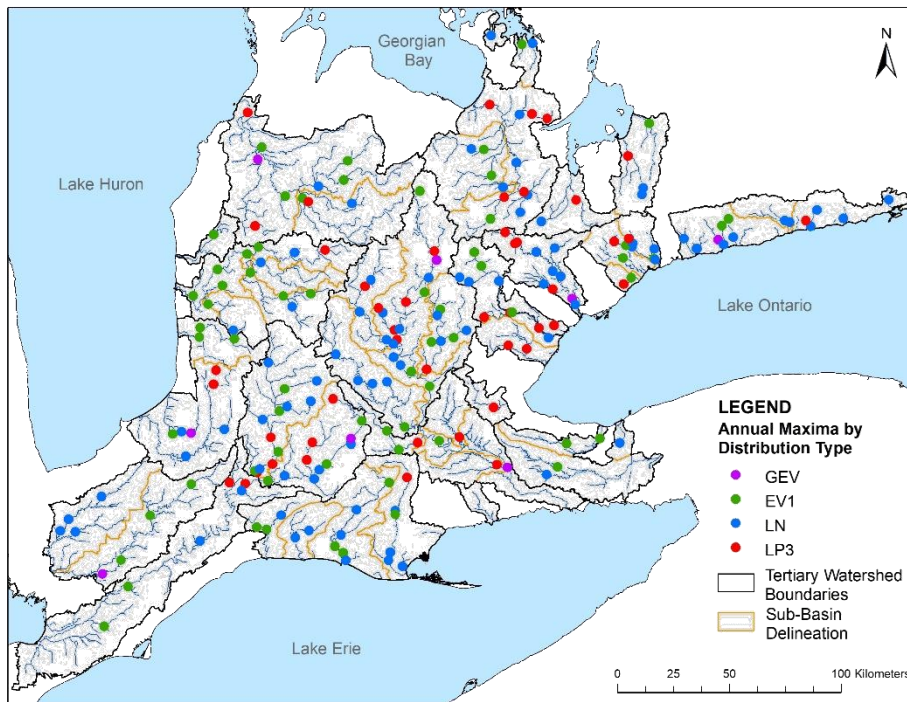 Georgian
Bay
N
Lake Huron
Lake Ontario
LEGEND
Annual Maxima by
Distribution Type
GEV
EV1
LN
LP3
Tertiary Watershed
Boundaries
Sub-Basin
Delineation
Lake Erie
0 25 50 100 Kilometers